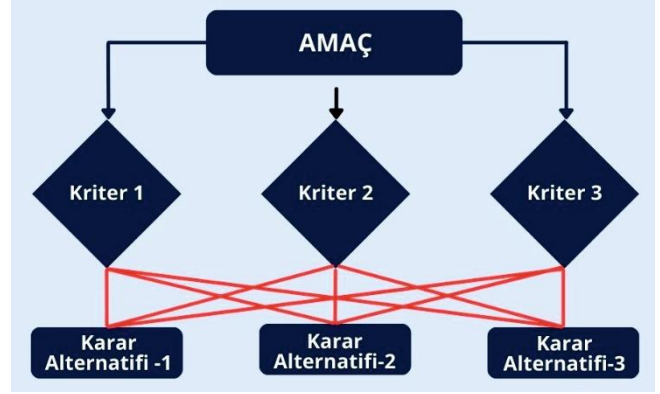 AMAÇ
Kriter 1
Kriter 2
Kriter 3
Karar
Alternatifi -1
Karar
Alternatifi-2
Karar
Alternatifi-3